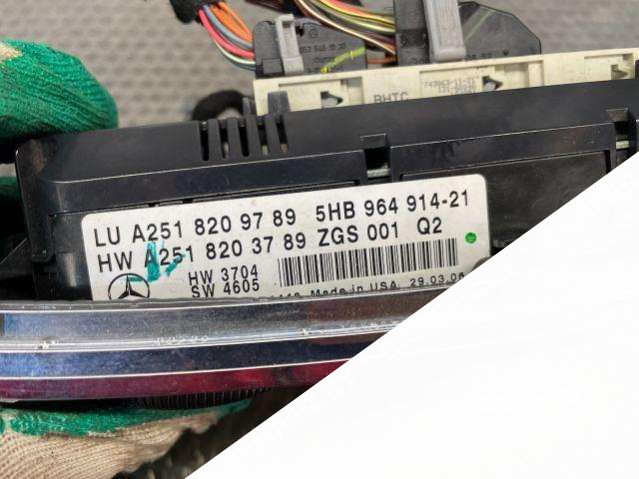 BHTC
LU A251 820 97 89 5HB 964 914-21
HW A251 820 37 89 ZGS 001 Q2
HW 3704
SW 4605
Made in USA 29.03.06